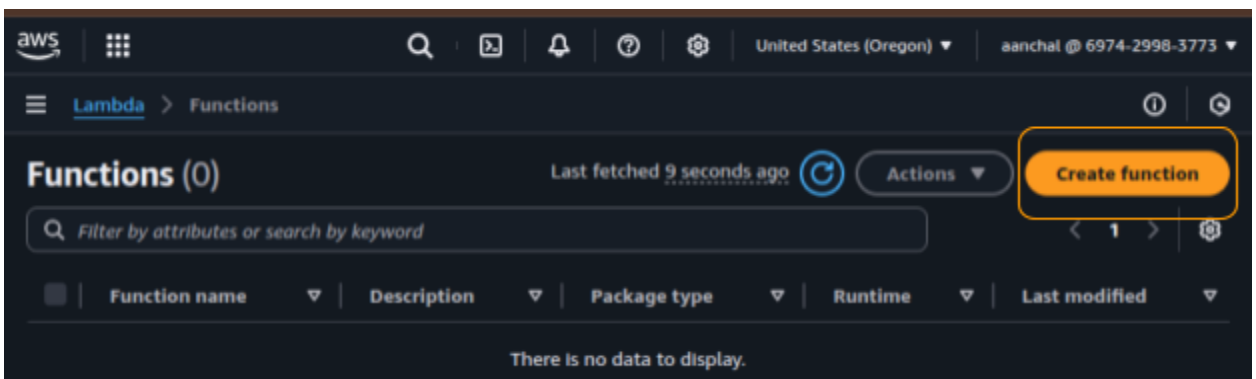 aws United States (Oregon) ▼ aanchal @ 6974-2998-3773 ▼
Lambda > Functions
Functions (0) Last fetched 9 seconds ago Actions ▼ Create function
Filter by attributes or search by keyword < 1 >
Function name Description Package type Runtime Last modified
There is no data to display.